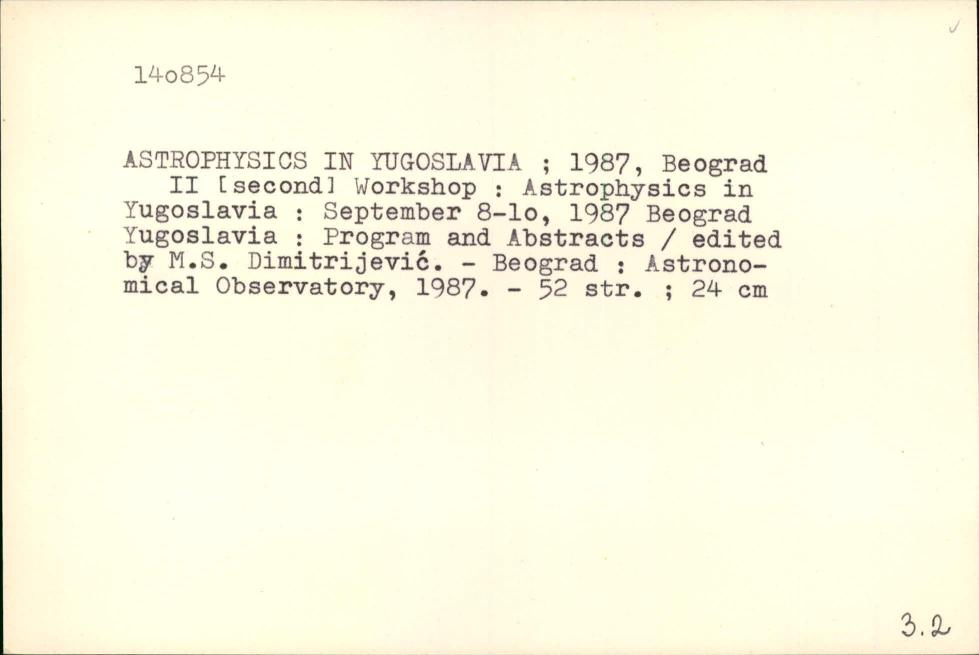 14o854
ASTROPHYSICS IN YUGOSLAVIA ; 1987, Beograd
II [second] Workshop : Astrophysics in
Yugoslavia : September 8-lo, 1987 Beograd
Yugoslavia : Program and Abstracts / edited
by M.S. Dimitrijević. - Beograd : Astrono-
mical Observatory, 1987. - 52 str. ; 24 cm
3.2